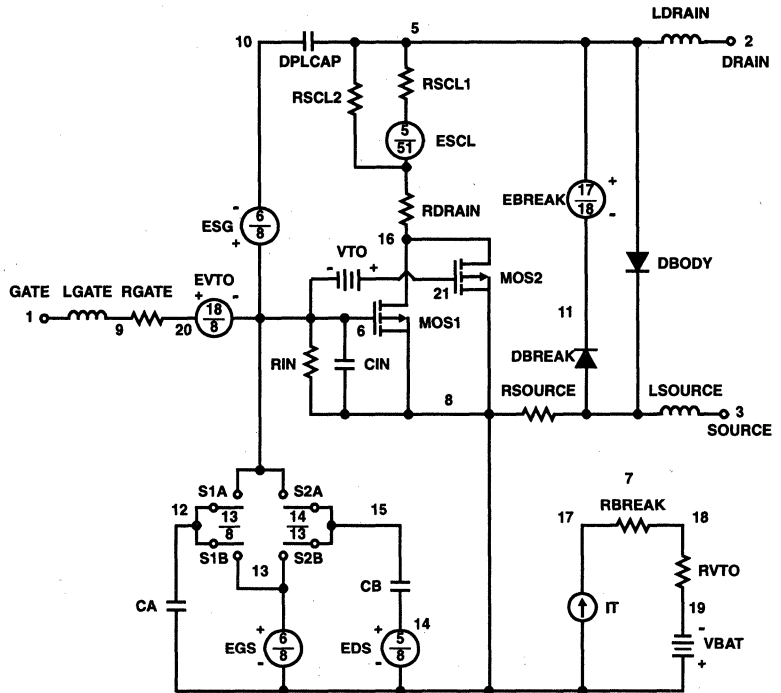 LDRAIN
10
5
2
DPLCAP
DRAIN
RSCL2
RSCL1
5
51
ESCL
+
17
18
-
EBREAK
-
6
8
+
ESG
RDRAIN
16
VTO
-
+
DBODY
MOS2
21
EVTO
GATE
LGATE
RGATE
+
-
18
8
1
9
20
6
MOS1
11
RIN
CIN
DBREAK
8
RSOURCE
LSOURCE
3
SOURCE
S1A
S2A
12
13
8
14
13
15
7
RBREAK
17
18
S1B
S2B
13
CB
RVTO
CA
IT
19
14
-
VBAT
+
+
6
8
-
EGS
+
5
8
-
EDS